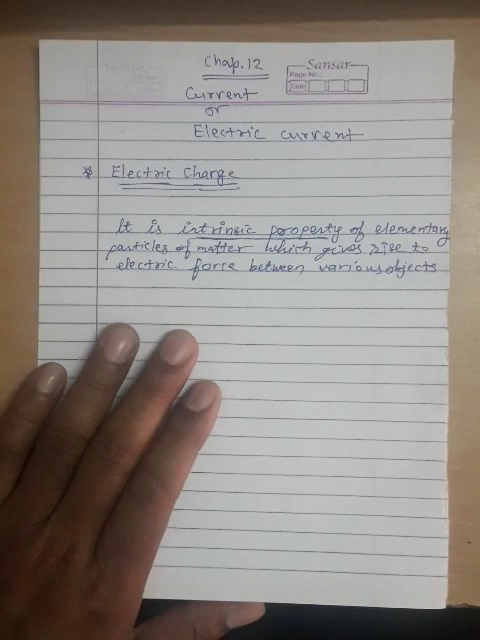 Chap. 12
Sansar
Page No.:
Date
Current
or
Electric current
* Electric Charge
It is intrinsic property of elementary
particles of matter which gives rise to
electric force between various objects